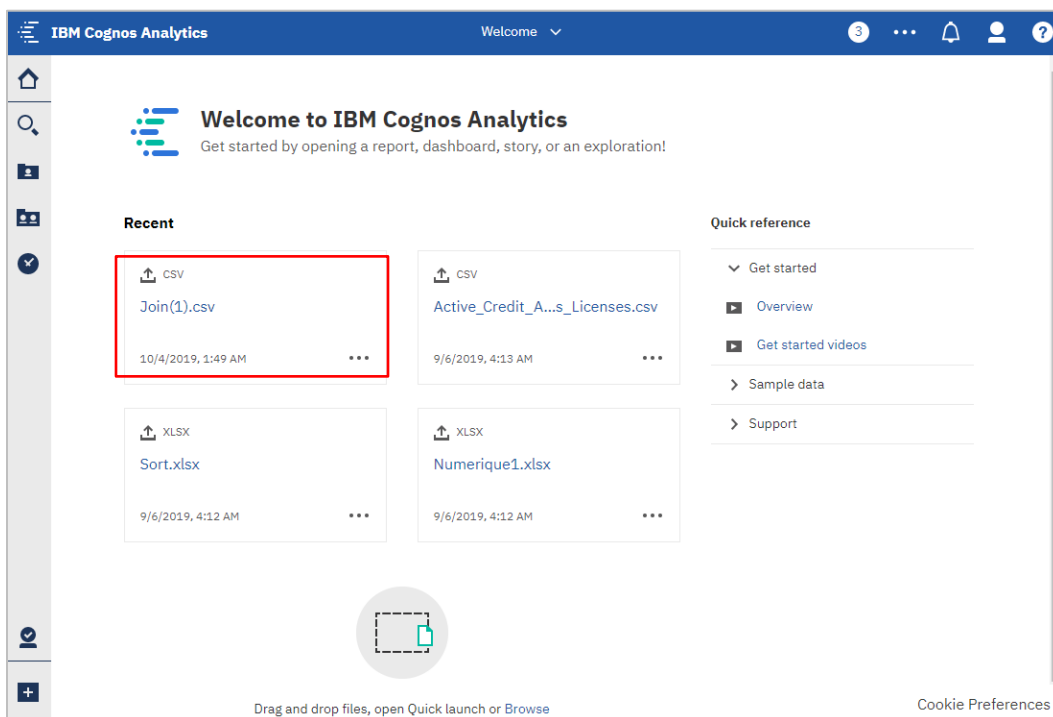 IBM Cognos Analytics
Welcome
3
?
Welcome to IBM Cognos Analytics
Get started by opening a report, dashboard, story, or an exploration!
Recent
CSV
Join(1).csv
10/4/2019, 1:49 AM
CSV
Active_Credit_A...s_Licenses.csv
9/6/2019, 4:13 AM
XLSX
Sort.xlsx
9/6/2019, 4:12 AM
XLSX
Numerique1.xlsx
9/6/2019, 4:12 AM
Quick reference
Get started
Overview
Get started videos
Sample data
Support
Drag and drop files, open Quick launch or Browse
Cookie Preferences